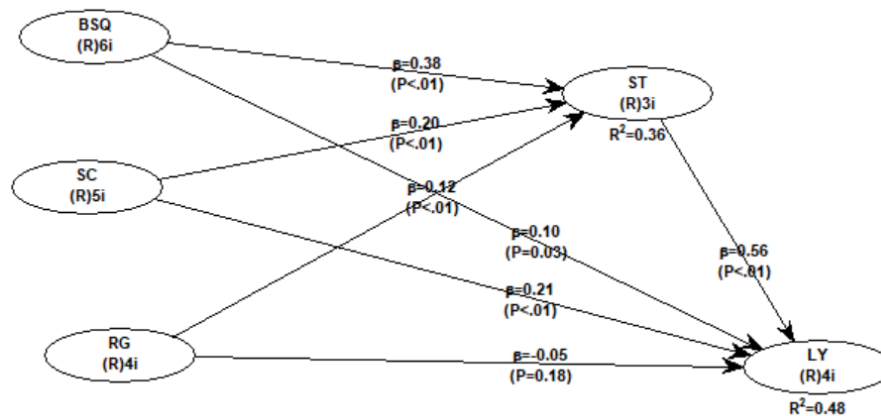 BSQ
(R)6i
β=0.38
(P<.01)
ST
(R)3i
R²=0.36
β=0.20
(P<.01)
SC
(R)5i
β=0.12
(P<.01)
β=0.10
(P=0.03)
β=0.56
(P<.01)
β=0.21
(P<.01)
RG
(R)4i
β=-0.05
(P=0.18)
LY
(R)4i
R²=0.48